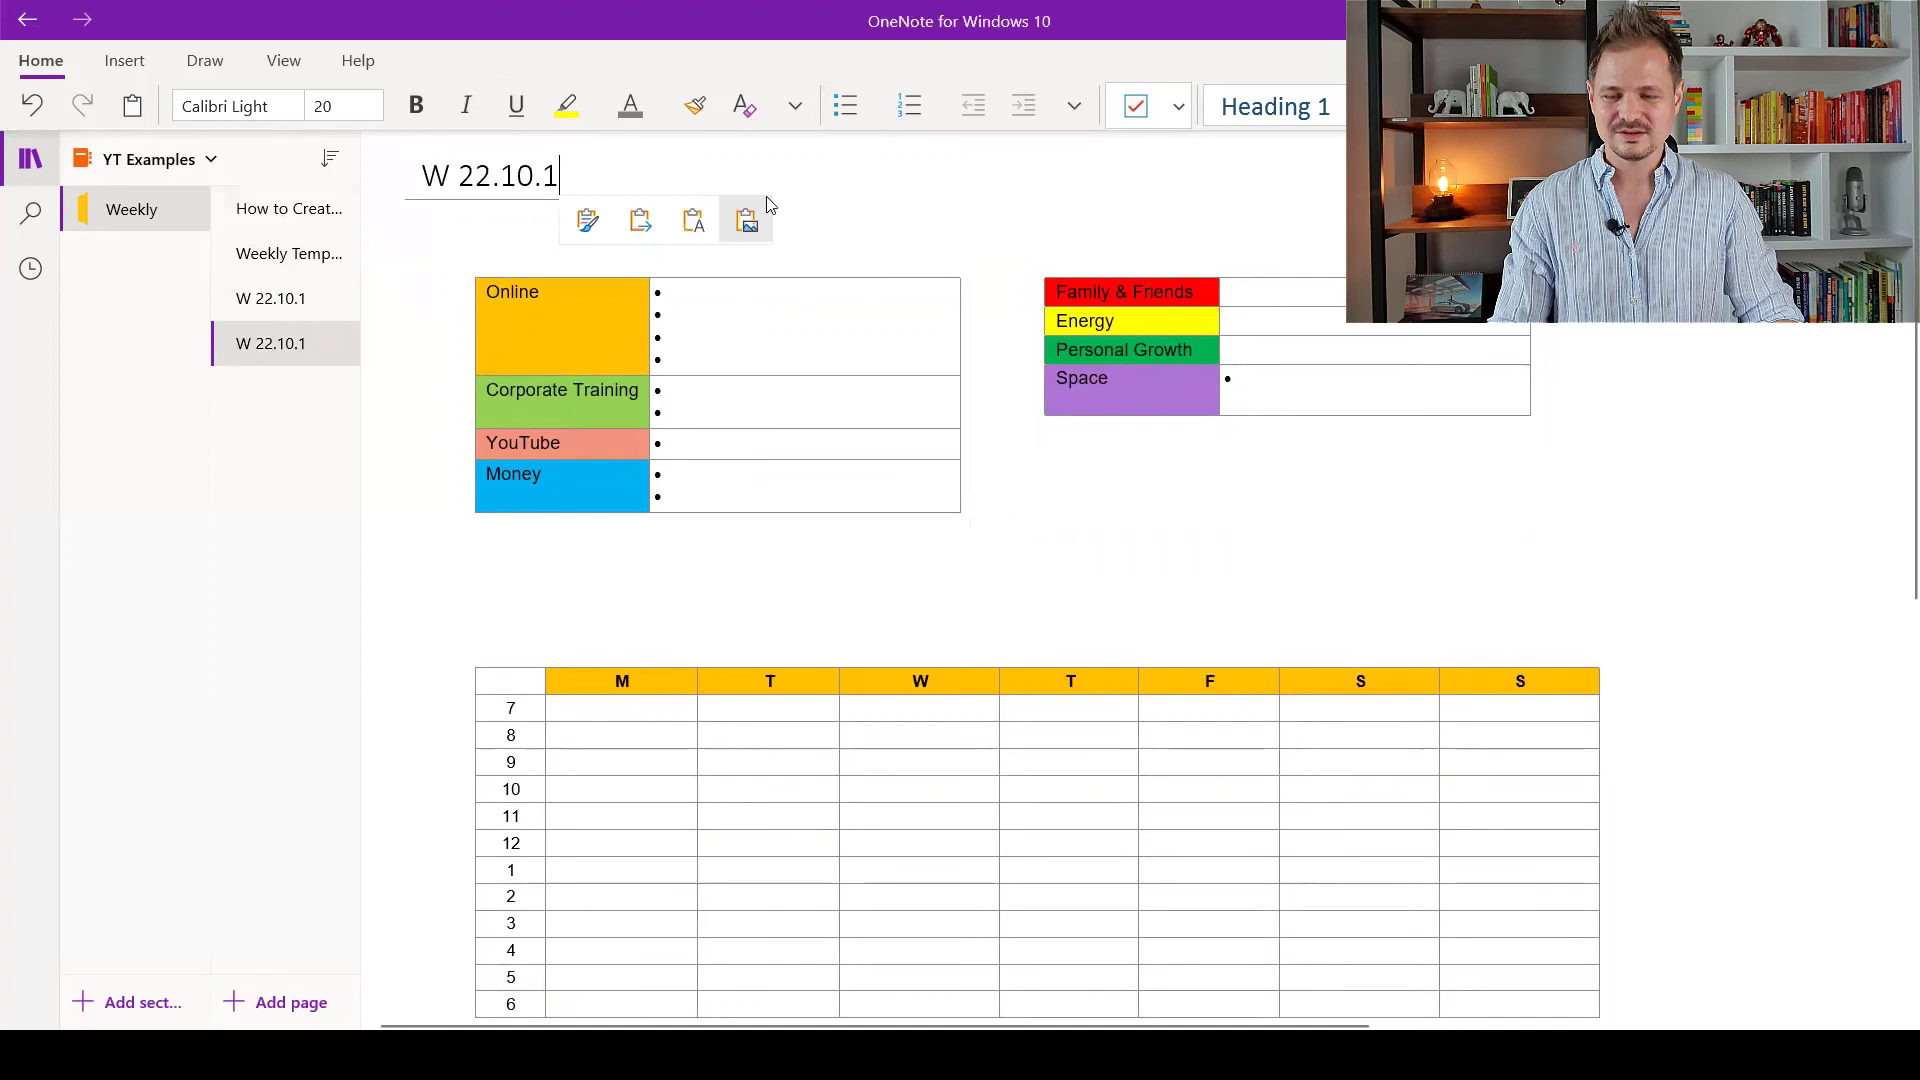 OneNote for Windows 10
Home Insert Draw View Help
Calibri Light 20 B I U A A Heading 1
YT Examples
Weekly
How to Creat...
Weekly Temp...
W 22.10.1
W 22.10.1
Add sect...
Add page
W 22.10.1
Online
Corporate Training
YouTube
Money
Family & Friends
Energy
Personal Growth
Space
M T W T F S S
7
8
9
10
11
12
1
2
3
4
5
6